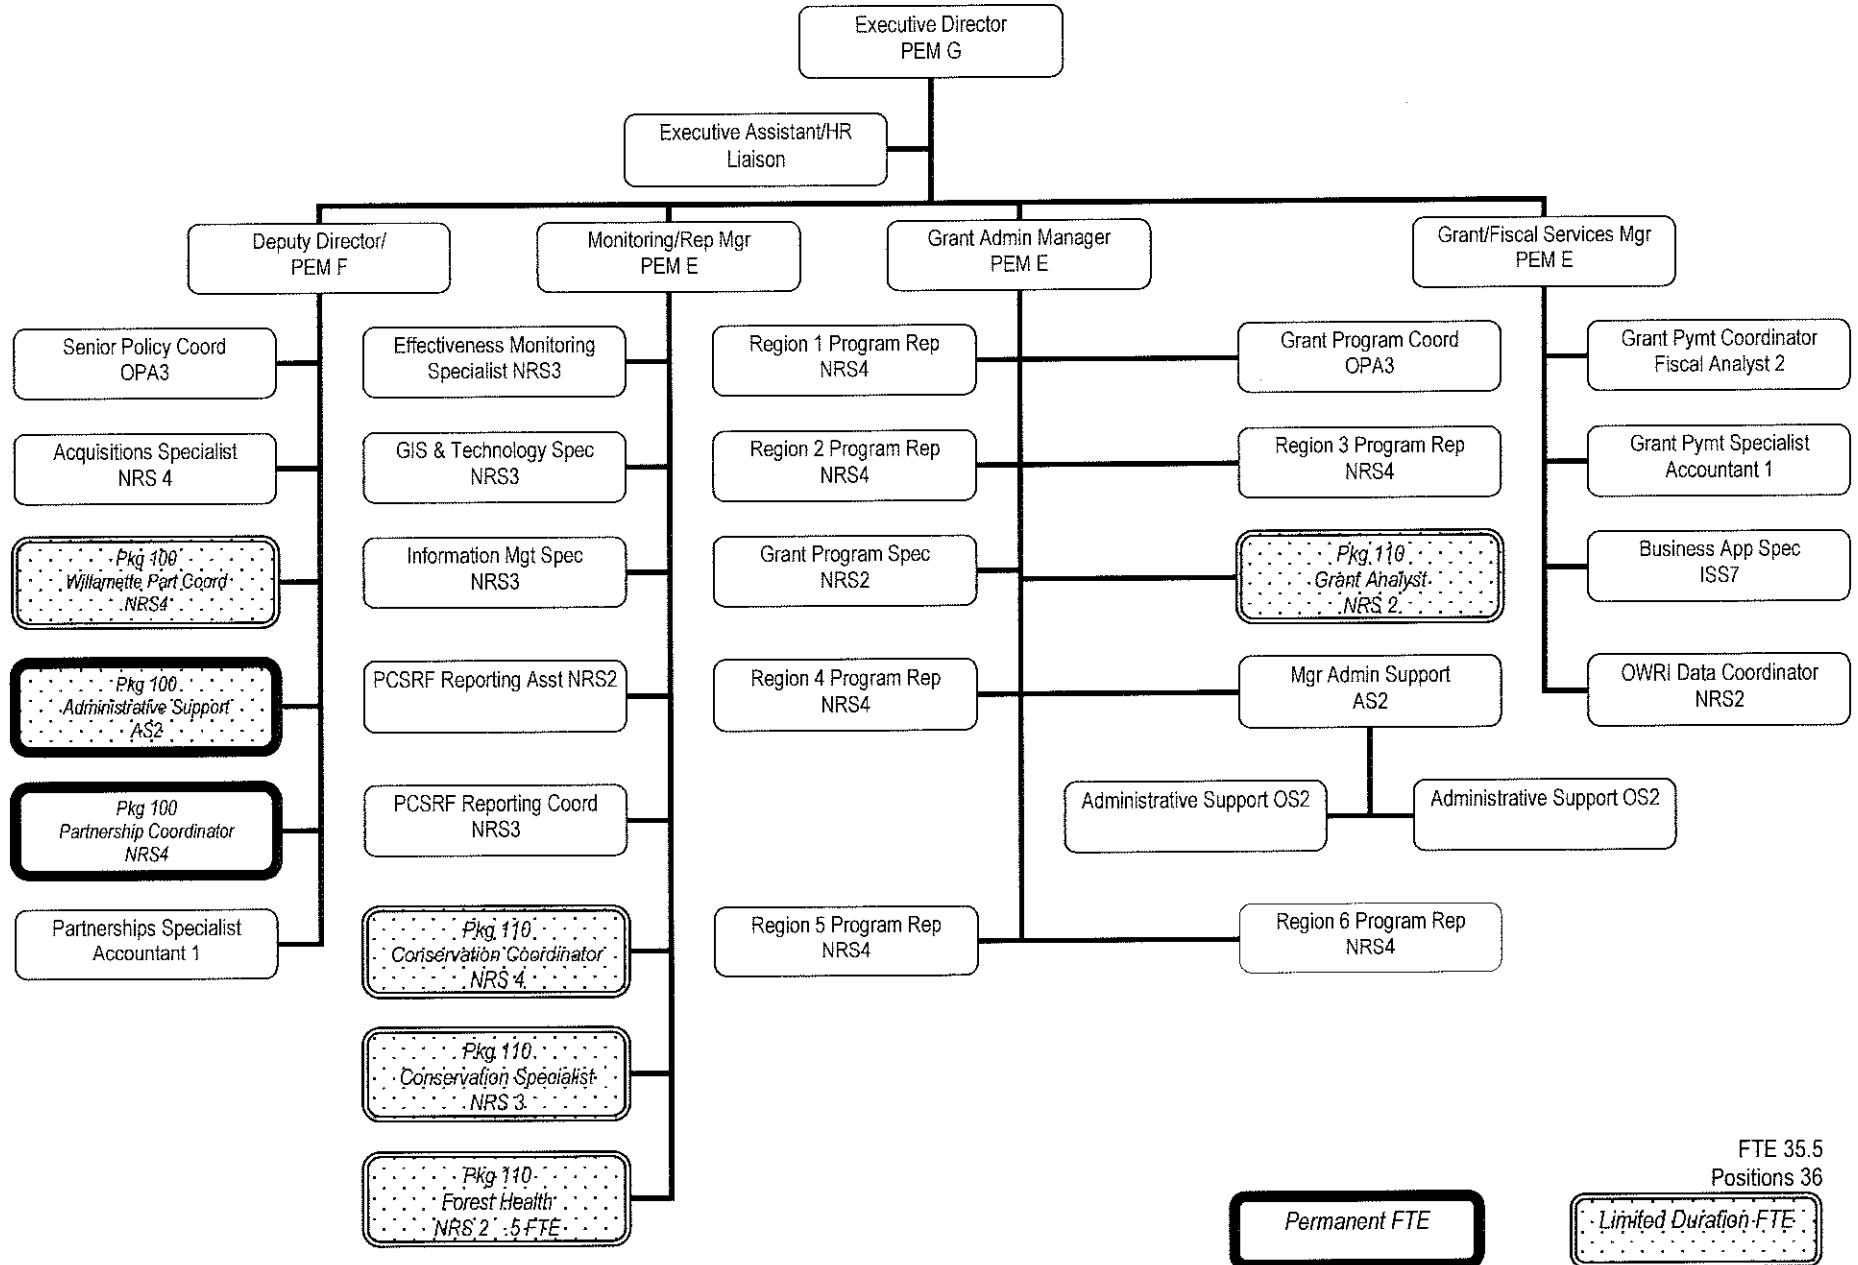 Executive Director
PEM G
Executive Assistant/HR
Liaison
Deputy Director/
PEM F
Monitoring/Rep Mgr
PEM E
Grant Admin Manager
PEM E
Grant/Fiscal Services Mgr
PEM E
Senior Policy Coord
OPA3
Acquisitions Specialist
NRS 4
Pkg 100
Willamette Part Coord
NRS4
Pkg 100
Administrative Support
AS2
Pkg 100
Partnership Coordinator
NRS4
Partnerships Specialist
Accountant 1
Effectiveness Monitoring
Specialist NRS3
GIS & Technology Spec
NRS3
Information Mgt Spec
NRS3
PCSRF Reporting Asst NRS2
PCSRF Reporting Coord
NRS3
Pkg 110
Conservation Coordinator
NRS 4
Pkg 110
Conservation Specialist
NRS 3
Pkg 110
Forest Health
NRS 2 .5 FTE
Region 1 Program Rep
NRS4
Region 2 Program Rep
NRS4
Grant Program Spec
NRS2
Region 4 Program Rep
NRS4
Region 5 Program Rep
NRS4
Grant Program Coord
OPA3
Region 3 Program Rep
NRS4
Pkg 110
Grant Analyst
NRS 2
Mgr Admin Support
AS2
Administrative Support OS2
Administrative Support OS2
Region 6 Program Rep
NRS4
Grant Pymt Coordinator
Fiscal Analyst 2
Grant Pymt Specialist
Accountant 1
Business App Spec
ISS7
OWRI Data Coordinator
NRS2
FTE 35.5
Positions 36
Permanent FTE
Limited Duration FTE